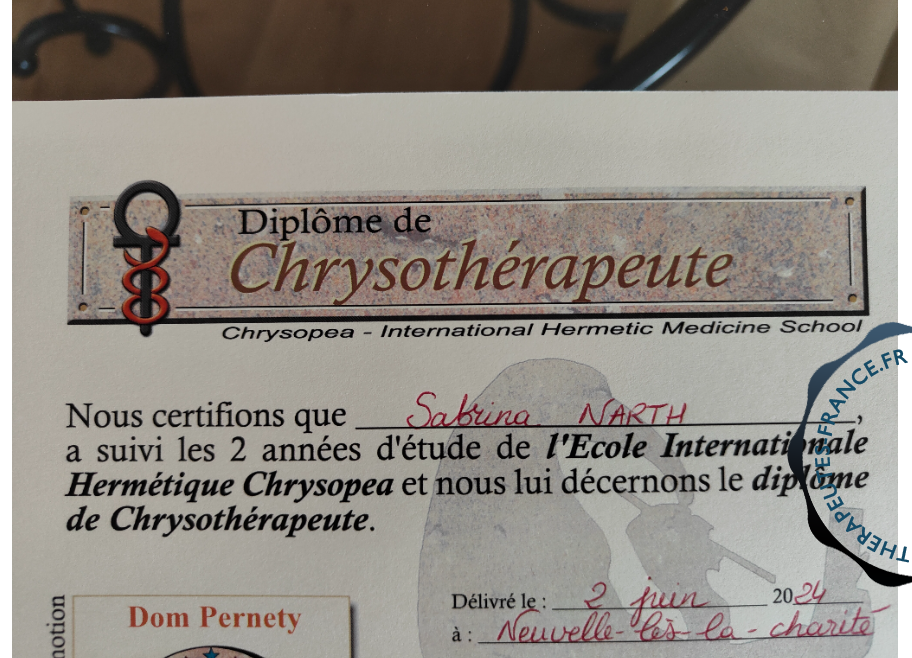 Diplôme de
Chrysothérapeute
Chrysopea - International Hermetic Medicine School
Nous certifions que Sabrina NARTH,
a suivi les 2 années d'étude de l'Ecole Internationale
Hermétique Chrysopea et nous lui décernons le diplôme
de Chrysothérapeute.
Délivré le : 2 juin 2024
à : Neuvelle-lès-la-charité
Dom Pernety
THERAPEUTES-FRANCE.FR